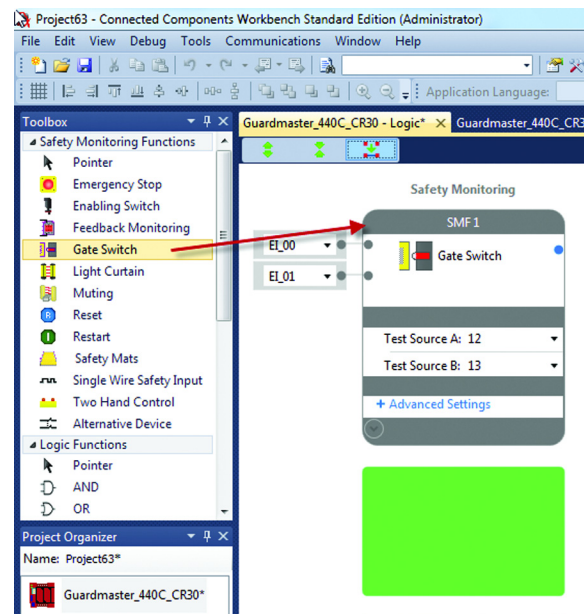 Project63 - Connected Components Workbench Standard Edition (Administrator)
File Edit View Debug Tools Communications Window Help
Application Language:
Toolbox
Guardmaster_440C_CR30 - Logic*
Guardmaster_440C_CR3
Safety Monitoring Functions
Pointer
Emergency Stop
Enabling Switch
Feedback Monitoring
Gate Switch
Light Curtain
Muting
Reset
Restart
Safety Mats
Single Wire Safety Input
Two Hand Control
Alternative Device
Logic Functions
Pointer
AND
OR
Project Organizer
Name: Project63*
Guardmaster_440C_CR30*
Safety Monitoring
SMF 1
EI_00
Gate Switch
EI_01
Test Source A: 12
Test Source B: 13
+ Advanced Settings